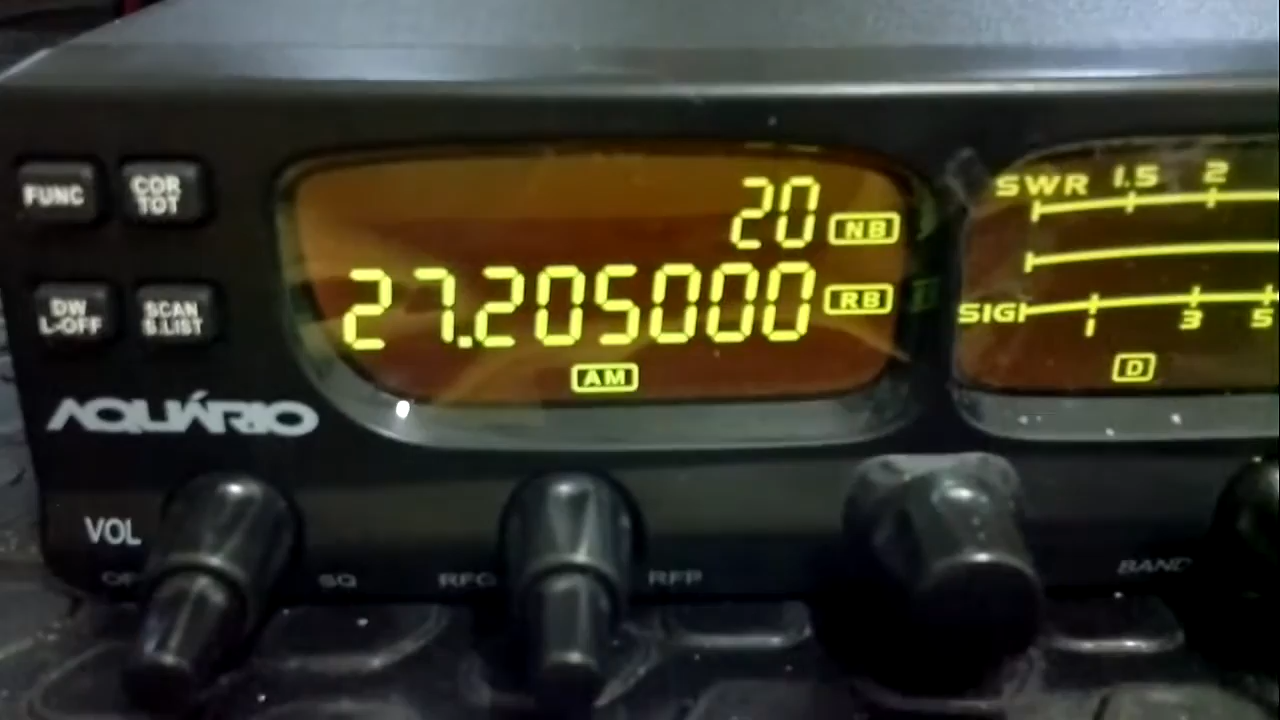 FUNC
COR
TOT
DW
L-OFF
SCAN
S.LIST
AQUÁRIO
20 NB
27.205000 RB
AM
SWR 1.5 2
SIG 1 3 5
D
VOL
SQ
RFG
RFP
BAND